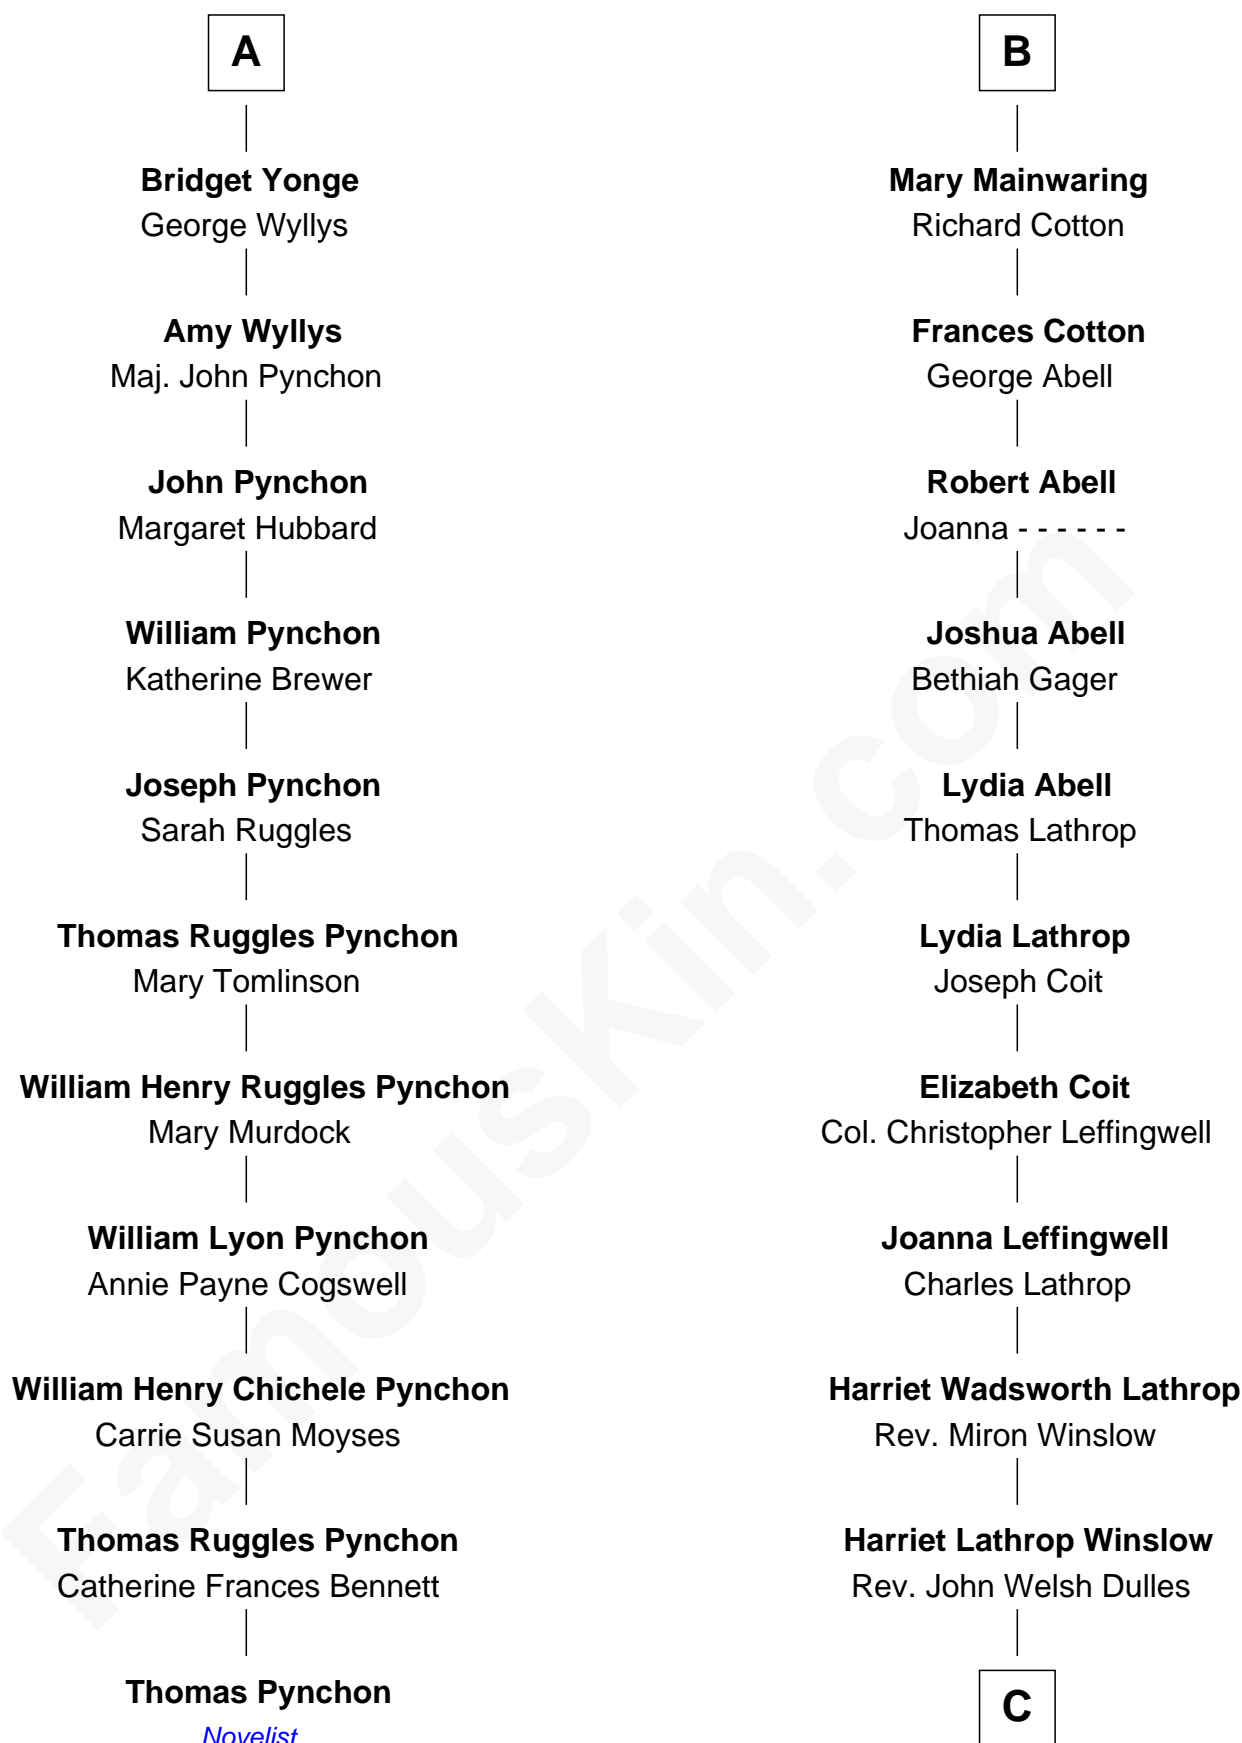 A
Bridget Yonge
George Wyllys
Amy Wyllys
Maj. John Pynchon
John Pynchon
Margaret Hubbard
William Pynchon
Katherine Brewer
Joseph Pynchon
Sarah Ruggles
Thomas Ruggles Pynchon
Mary Tomlinson
William Henry Ruggles Pynchon
Mary Murdock
William Lyon Pynchon
Annie Payne Cogswell
William Henry Chichele Pynchon
Carrie Susan Moyses
Thomas Ruggles Pynchon
Catherine Frances Bennett
Thomas Pynchon
Novelist
B
Mary Mainwaring
Richard Cotton
Frances Cotton
George Abell
Robert Abell
Joanna - - - - - -
Joshua Abell
Bethiah Gager
Lydia Abell
Thomas Lathrop
Lydia Lathrop
Joseph Coit
Elizabeth Coit
Col. Christopher Leffingwell
Joanna Leffingwell
Charles Lathrop
Harriet Wadsworth Lathrop
Rev. Miron Winslow
Harriet Lathrop Winslow
Rev. John Welsh Dulles
C
FamousKin.com